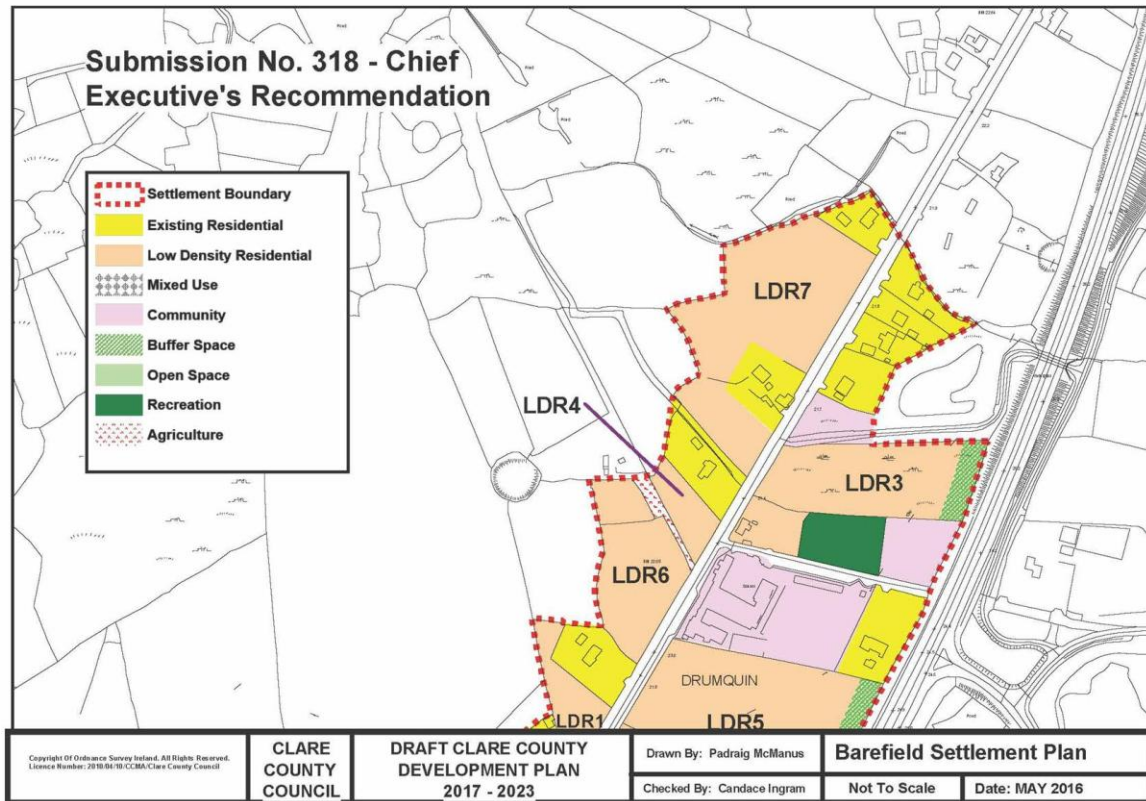 Submission No. 318 - Chief
Executive's Recommendation
Settlement Boundary
Existing Residential
Low Density Residential
Mixed Use
Community
Buffer Space
Open Space
Recreation
Agriculture
LDR7
LDR4
LDR3
LDR6
DRUMQUIN
LDR1
LDR5
Copyright Of Ordnance Survey Ireland. All Rights Reserved.
Licence Number: 2010/04/10/CCMA/Clare County Council
CLARE
COUNTY
COUNCIL
DRAFT CLARE COUNTY
DEVELOPMENT PLAN
2017 - 2023
Drawn By: Padraig McManus
Checked By: Candace Ingram
Barefield Settlement Plan
Not To Scale
Date: MAY 2016